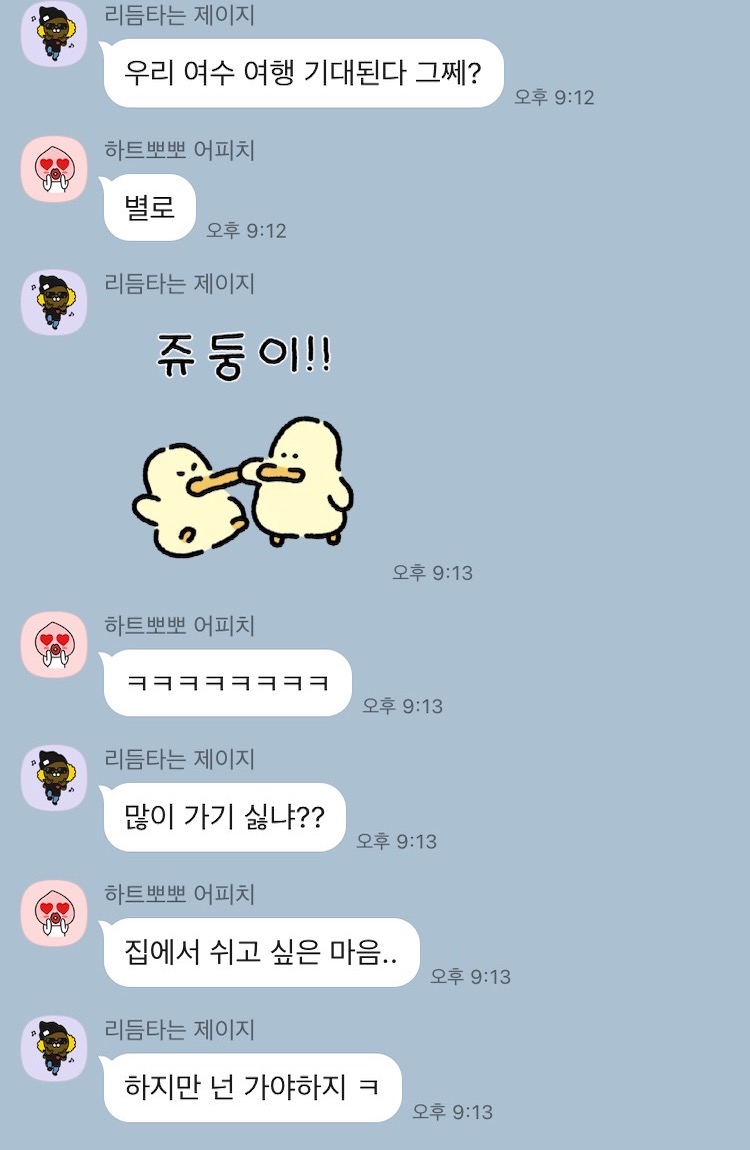 리듬타는 제이지
우리 여수 여행 기대된다 그쩨?
오후 9:12
하트뽀뽀 어피치
별로
오후 9:12
리듬타는 제이지
쥬둥이!!
오후 9:13
하트뽀뽀 어피치
ㅋㅋㅋㅋㅋㅋㅋㅋ
오후 9:13
리듬타는 제이지
많이 가기 싫냐??
오후 9:13
하트뽀뽀 어피치
집에서 쉬고 싶은 마음..
오후 9:13
리듬타는 제이지
하지만 넌 가야하지 ㅋ
오후 9:13